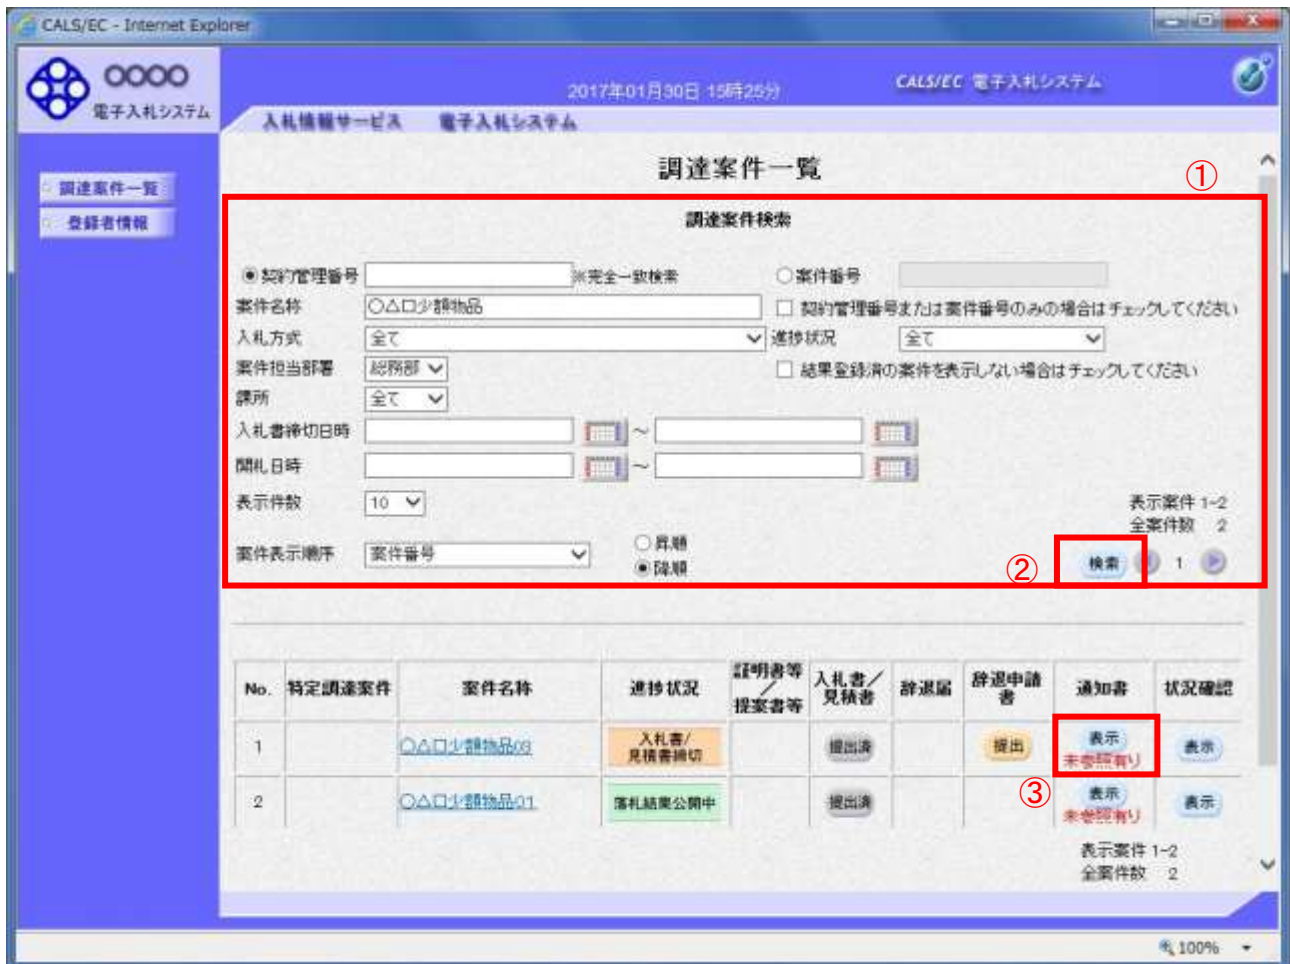 CALS/EC - Internet Explorer
○○○○
電子入札システム
2017年01月30日 15時25分
CALS/EC 電子入札システム
入札情報サービス 電子入札システム
調達案件一覧
登録者情報
調達案件一覧
①
調達案件検索
契約管理番号 ※完全一致検索 案件番号
案件名称 ○△□少額物品 契約管理番号または案件番号のみの場合はチェックしてください
入札方式 全て 進捗状況 全て
案件担当部署 総務部 結果登録済の案件を表示しない場合はチェックしてください
課所 全て
入札書締切日時 ～
開札日時 ～
表示件数 10
表示案件 1-2
全案件数 2
案件表示順序 案件番号 昇順
降順
② 検索 1
No. 特定調達案件 案件名称 進捗状況 証明書等／提案書等 入札書／見積書 辞退届 辞退申請書 通知書 状況確認
1 ○△□少額物品03 入札書/見積書締切 提出済 提出 表示 未参照有り 表示
③
2 ○△□少額物品01 落札結果公開中 提出済 表示 未参照有り 表示
表示案件 1-2
全案件数 2
100%